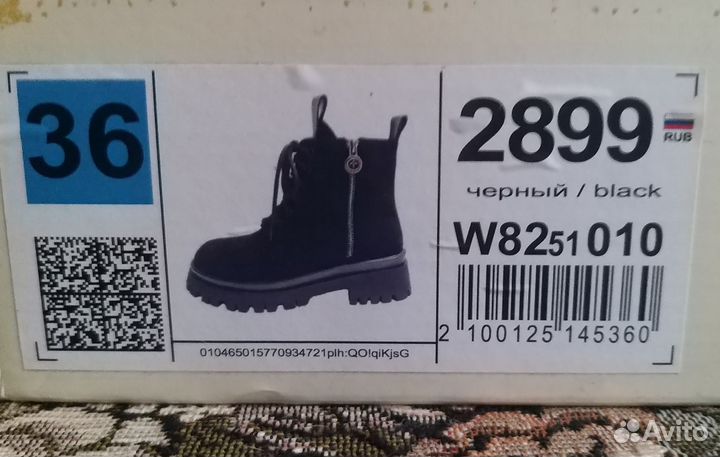 36
2899
RUB
черный / black
W8251010
2 100125 145360
010465015770934721plh:QO!qiKjsG
Avito